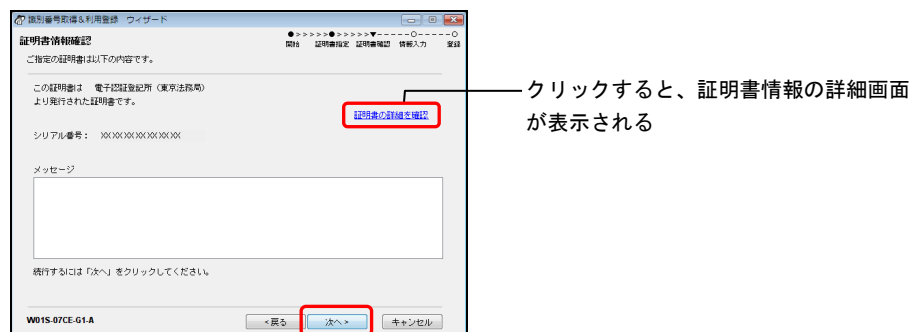 識別番号取得&利用登録 ウィザード
証明書情報確認
●>>>>>●>>>>>▼-----○-----○
開始 証明書指定 証明書確認 情報入力 登録
ご指定の証明書は以下の内容です。
この証明書は 電子認証登記所（東京法務局）
より発行された証明書です。
証明書の詳細を確認
クリックすると、証明書情報の詳細画面
が表示される
シリアル番号： XXXXXXXXXXXXXX
メッセージ
続行するには「次へ」をクリックしてください。
W01S-07CE-G1-A
<戻る 次へ> キャンセル